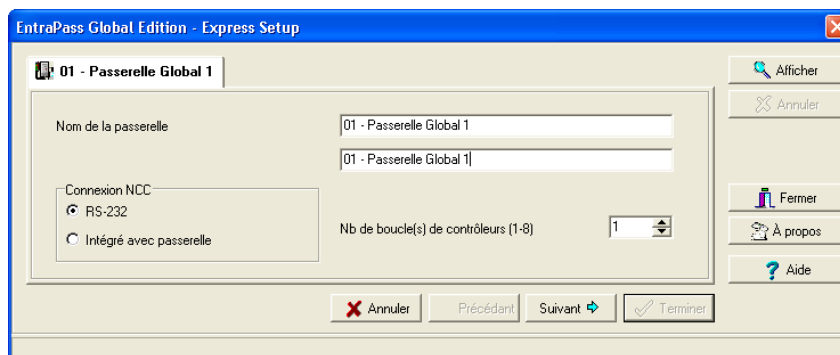 EntraPass Global Edition - Express Setup
01 - Passerelle Global 1
Nom de la passerelle
01 - Passerelle Global 1
01 - Passerelle Global 1
Connexion NCC
RS-232
Intégré avec passerelle
Nb de boucle(s) de contrôleurs (1-8)
1
Annuler
Précédant
Suivant
Terminer
Afficher
Annuler
Fermer
À propos
Aide